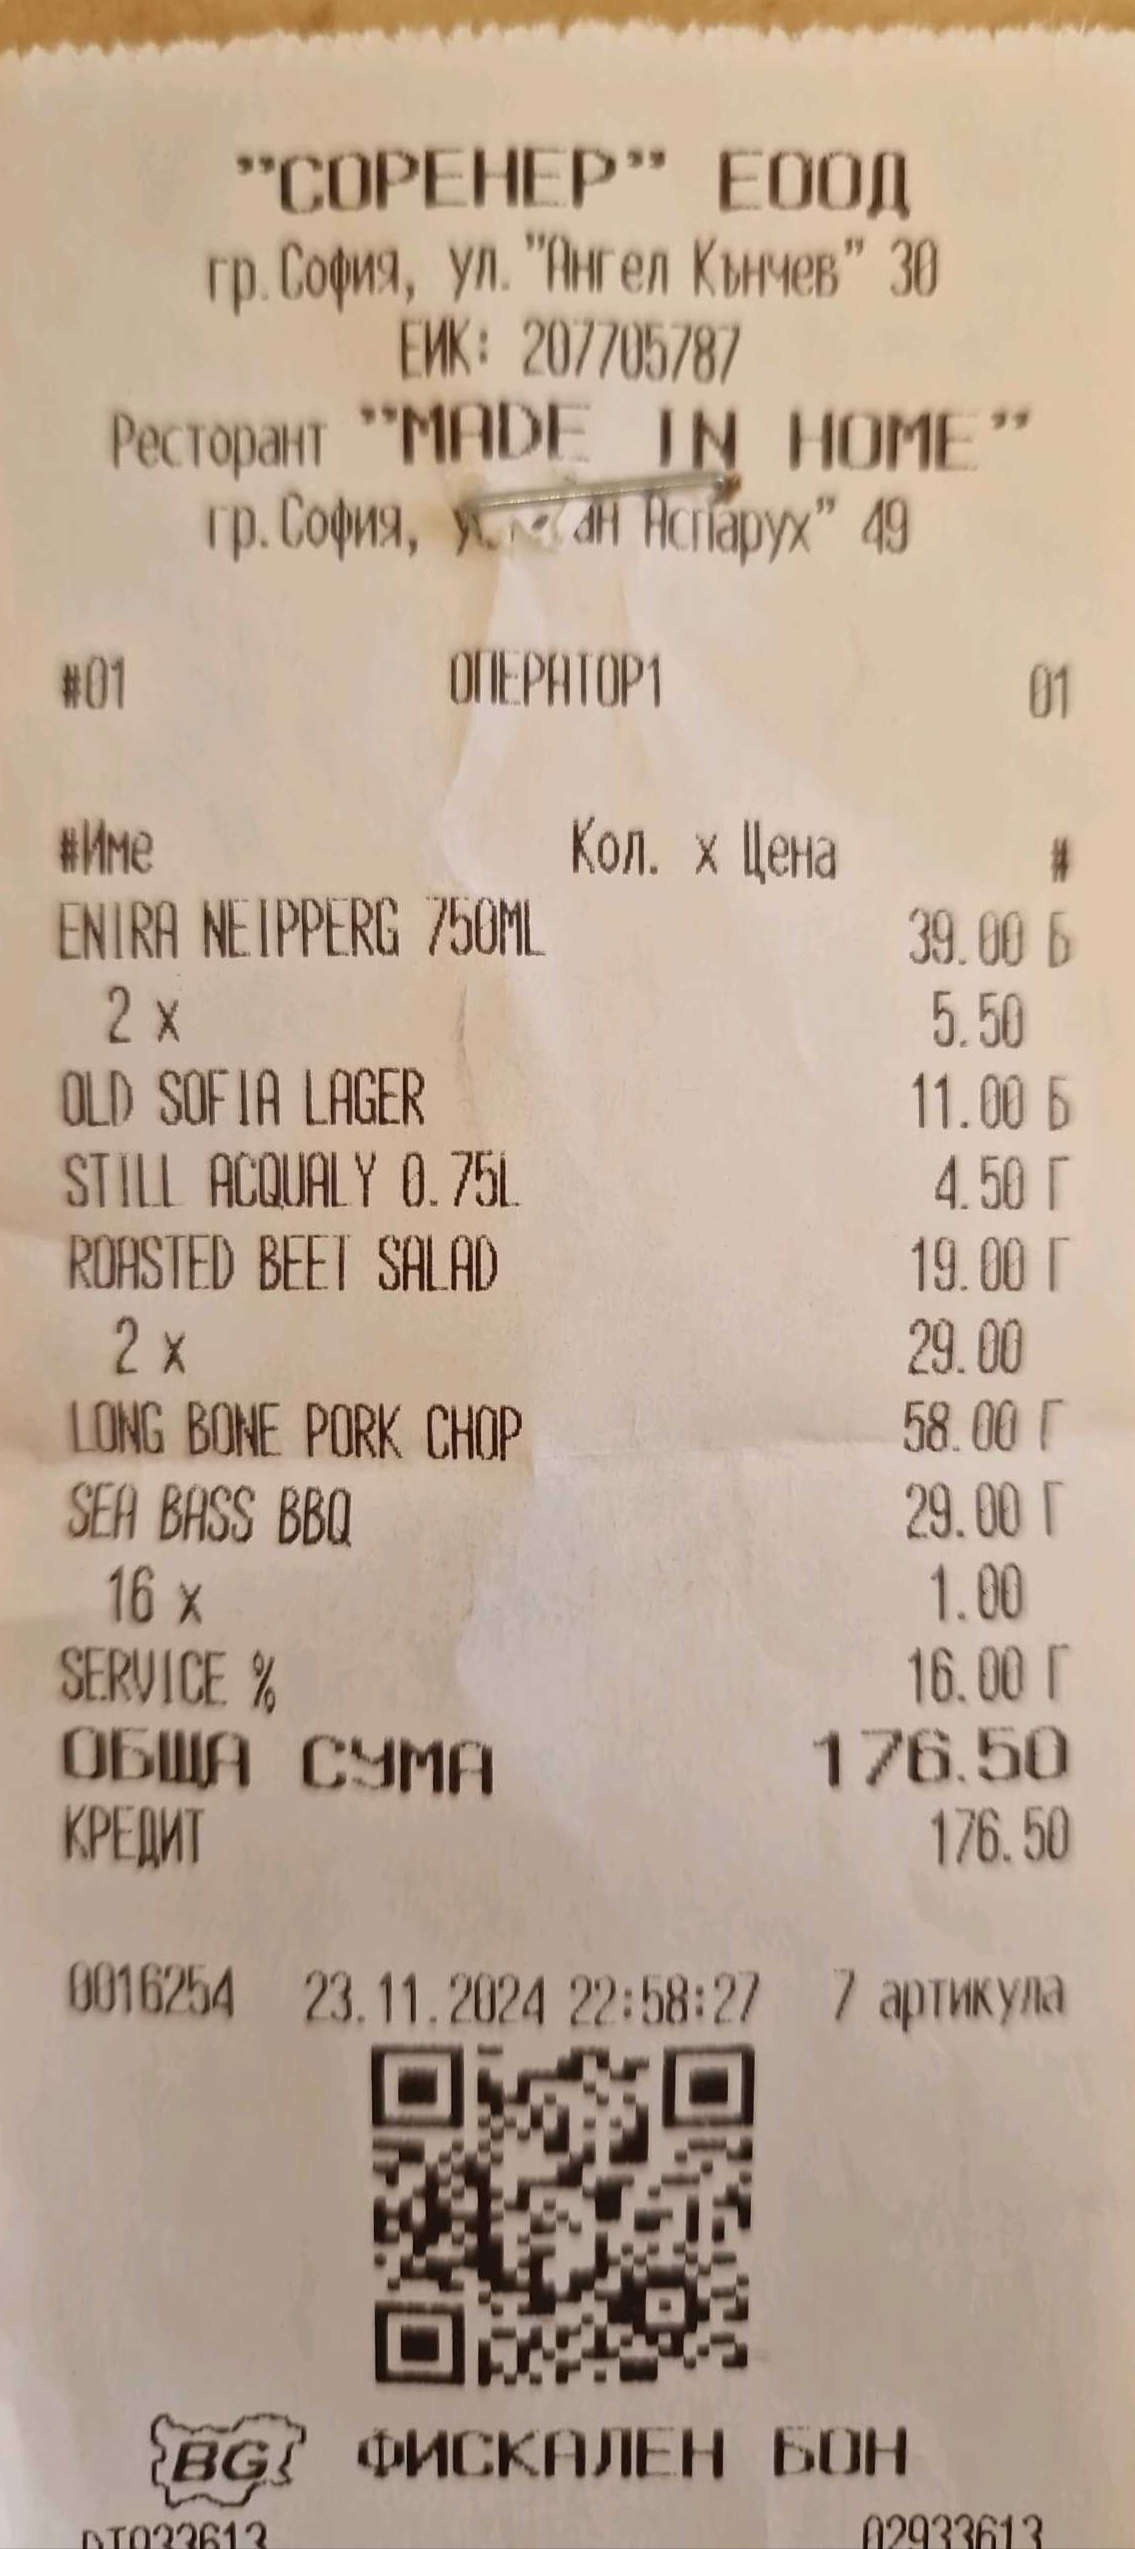 "СОРЕНЕР" ЕООД
гр.София, ул."Ангел Кънчев" 30
ЕИК: 207705787
Ресторант "MADE IN HOME"
гр.София, Аспарух" 49
#01 ОПЕРАТОР1 01
#Име Кол. x Цена #
ENIRA NEIPPERG 750ML 39.00 Б
2 x 5.50
OLD SOFIA LAGER 11.00 Б
STILL ACQUALY 0.75L 4.50 Г
ROASTED BEET SALAD 19.00 Г
2 x 29.00
LONG BONE PORK CHOP 58.00 Г
SEA BASS BBQ 29.00 Г
16 x 1.00
SERVICE % 16.00 Г
ОБЩА СУМА 176.50
КРЕДИТ 176.50
0016254 23.11.2024 22:58:27 7 артикула
BG ФИСКАЛЕН БОН
DT933613 02933613